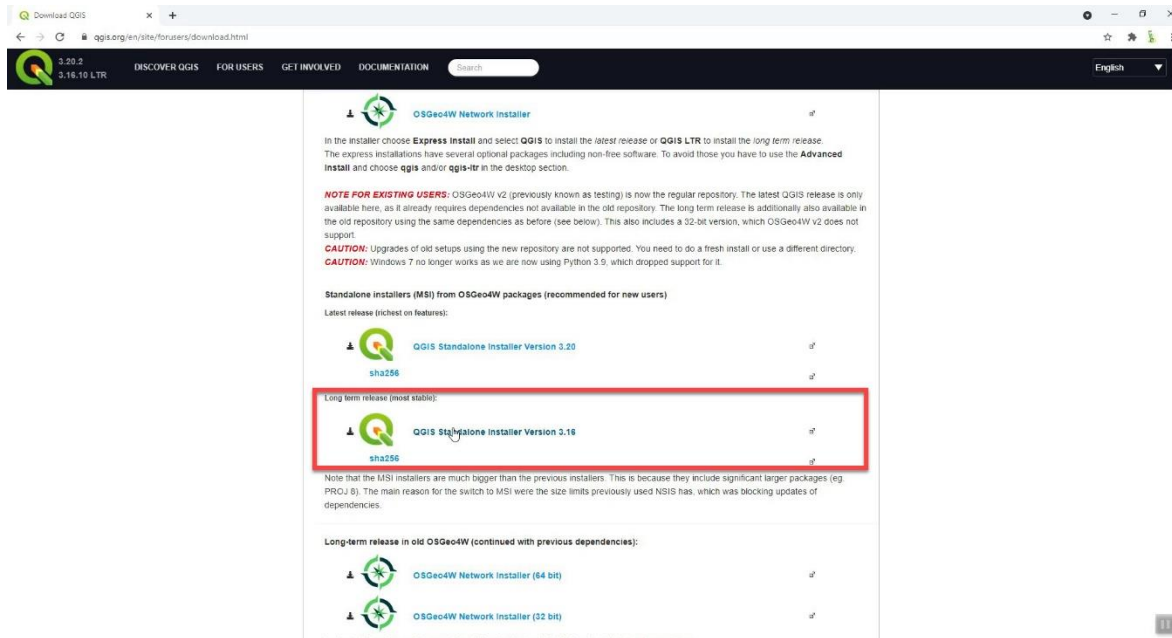 Download QGIS
qgis.org/en/site/forusers/download.html
3.20.2
3.16.10 LTR
DISCOVER QGIS FOR USERS GET INVOLVED DOCUMENTATION Search English
OSGeo4W Network Installer
In the installer choose Express Install and select QGIS to install the latest release or QGIS LTR to install the long term release.
The express installations have several optional packages including non-free software. To avoid those you have to use the Advanced
Install and choose qgis and/or qgis-ltr in the desktop section.
NOTE FOR EXISTING USERS: OSGeo4W v2 (previously known as testing) is now the regular repository. The latest QGIS release is only
available here, as it already requires dependencies not available in the old repository. The long term release is additionally also available in
the old repository using the same dependencies as before (see below). This also includes a 32-bit version, which OSGeo4W v2 does not
support.
CAUTION: Upgrades of old setups using the new repository are not supported. You need to do a fresh install or use a different directory.
CAUTION: Windows 7 no longer works as we are now using Python 3.9, which dropped support for it.
Standalone installers (MSI) from OSGeo4W packages (recommended for new users)
Latest release (richest on features):
QGIS Standalone Installer Version 3.20
sha256
Long term release (most stable):
QGIS Standalone Installer Version 3.16
sha256
Note that the MSI installers are much bigger than the previous installers. This is because they include significant larger packages (eg.
PROJ 8). The main reason for the switch to MSI were the size limits previously used NSIS has, which was blocking updates of
dependencies.
Long-term release in old OSGeo4W (continued with previous dependencies):
OSGeo4W Network Installer (64 bit)
OSGeo4W Network Installer (32 bit)